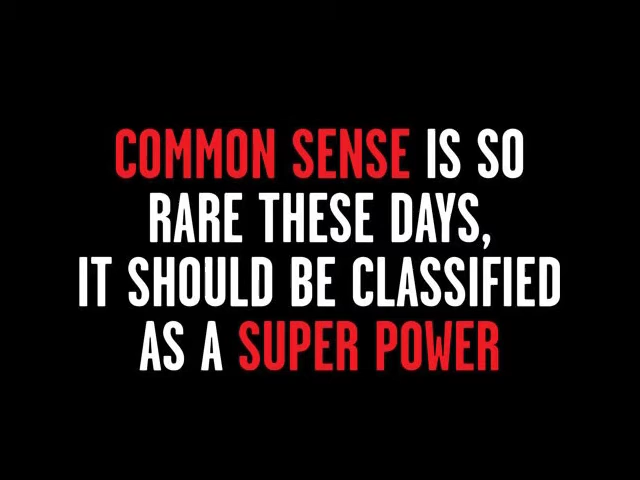 COMMON SENSE IS SO
RARE THESE DAYS,
IT SHOULD BE CLASSIFIED
AS A SUPER POWER